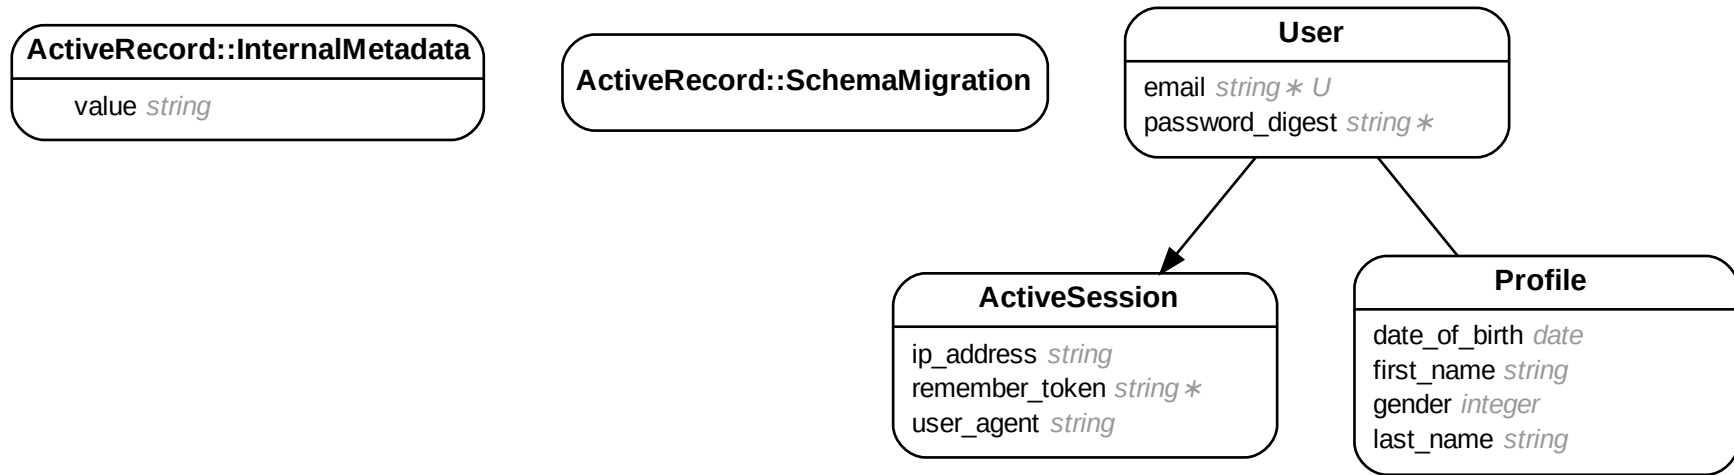 ActiveRecord::InternalMetadata
value string
ActiveRecord::SchemaMigration
User
email string∗ U
password_digest string∗
ActiveSession
ip_address string
remember_token string∗
user_agent string
Profile
date_of_birth date
first_name string
gender integer
last_name string